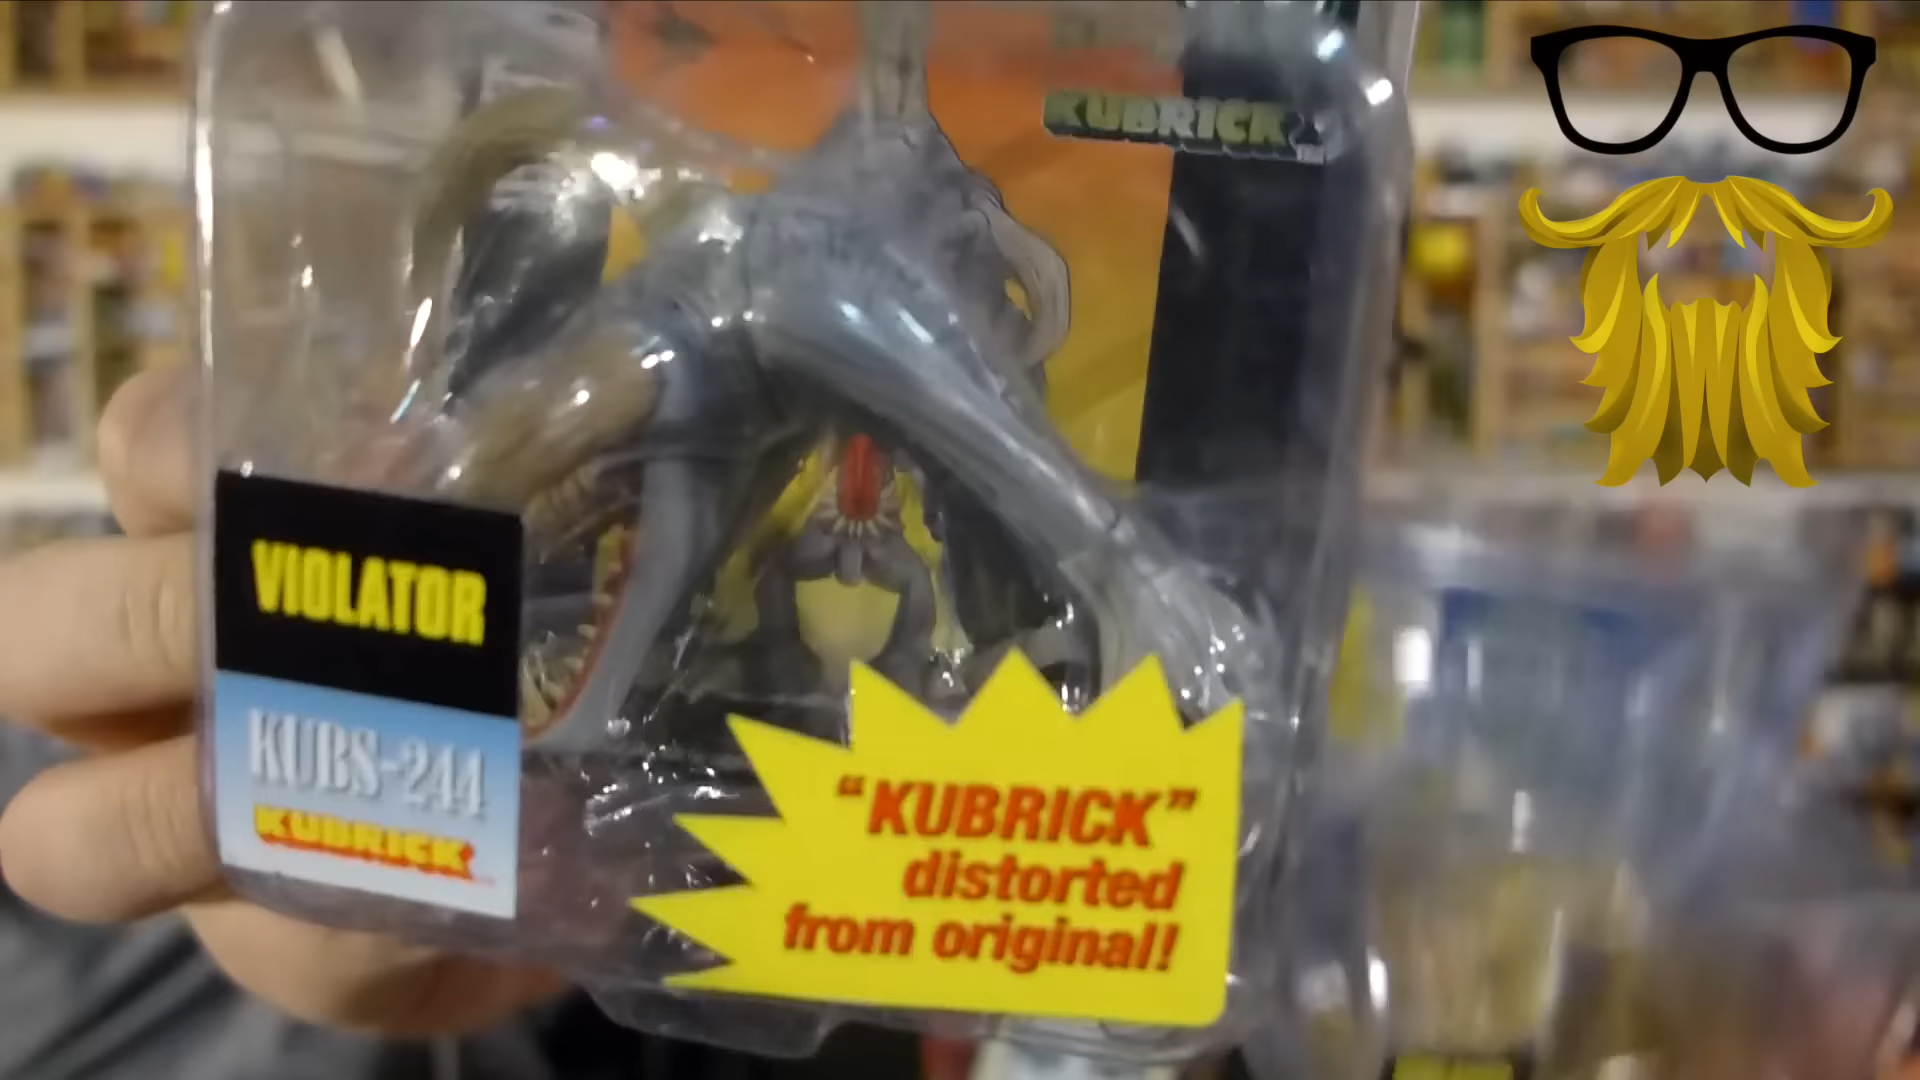 KUBRICK
VIOLATOR
KUBS-244
KUBRICK
"KUBRICK"
distorted
from original!